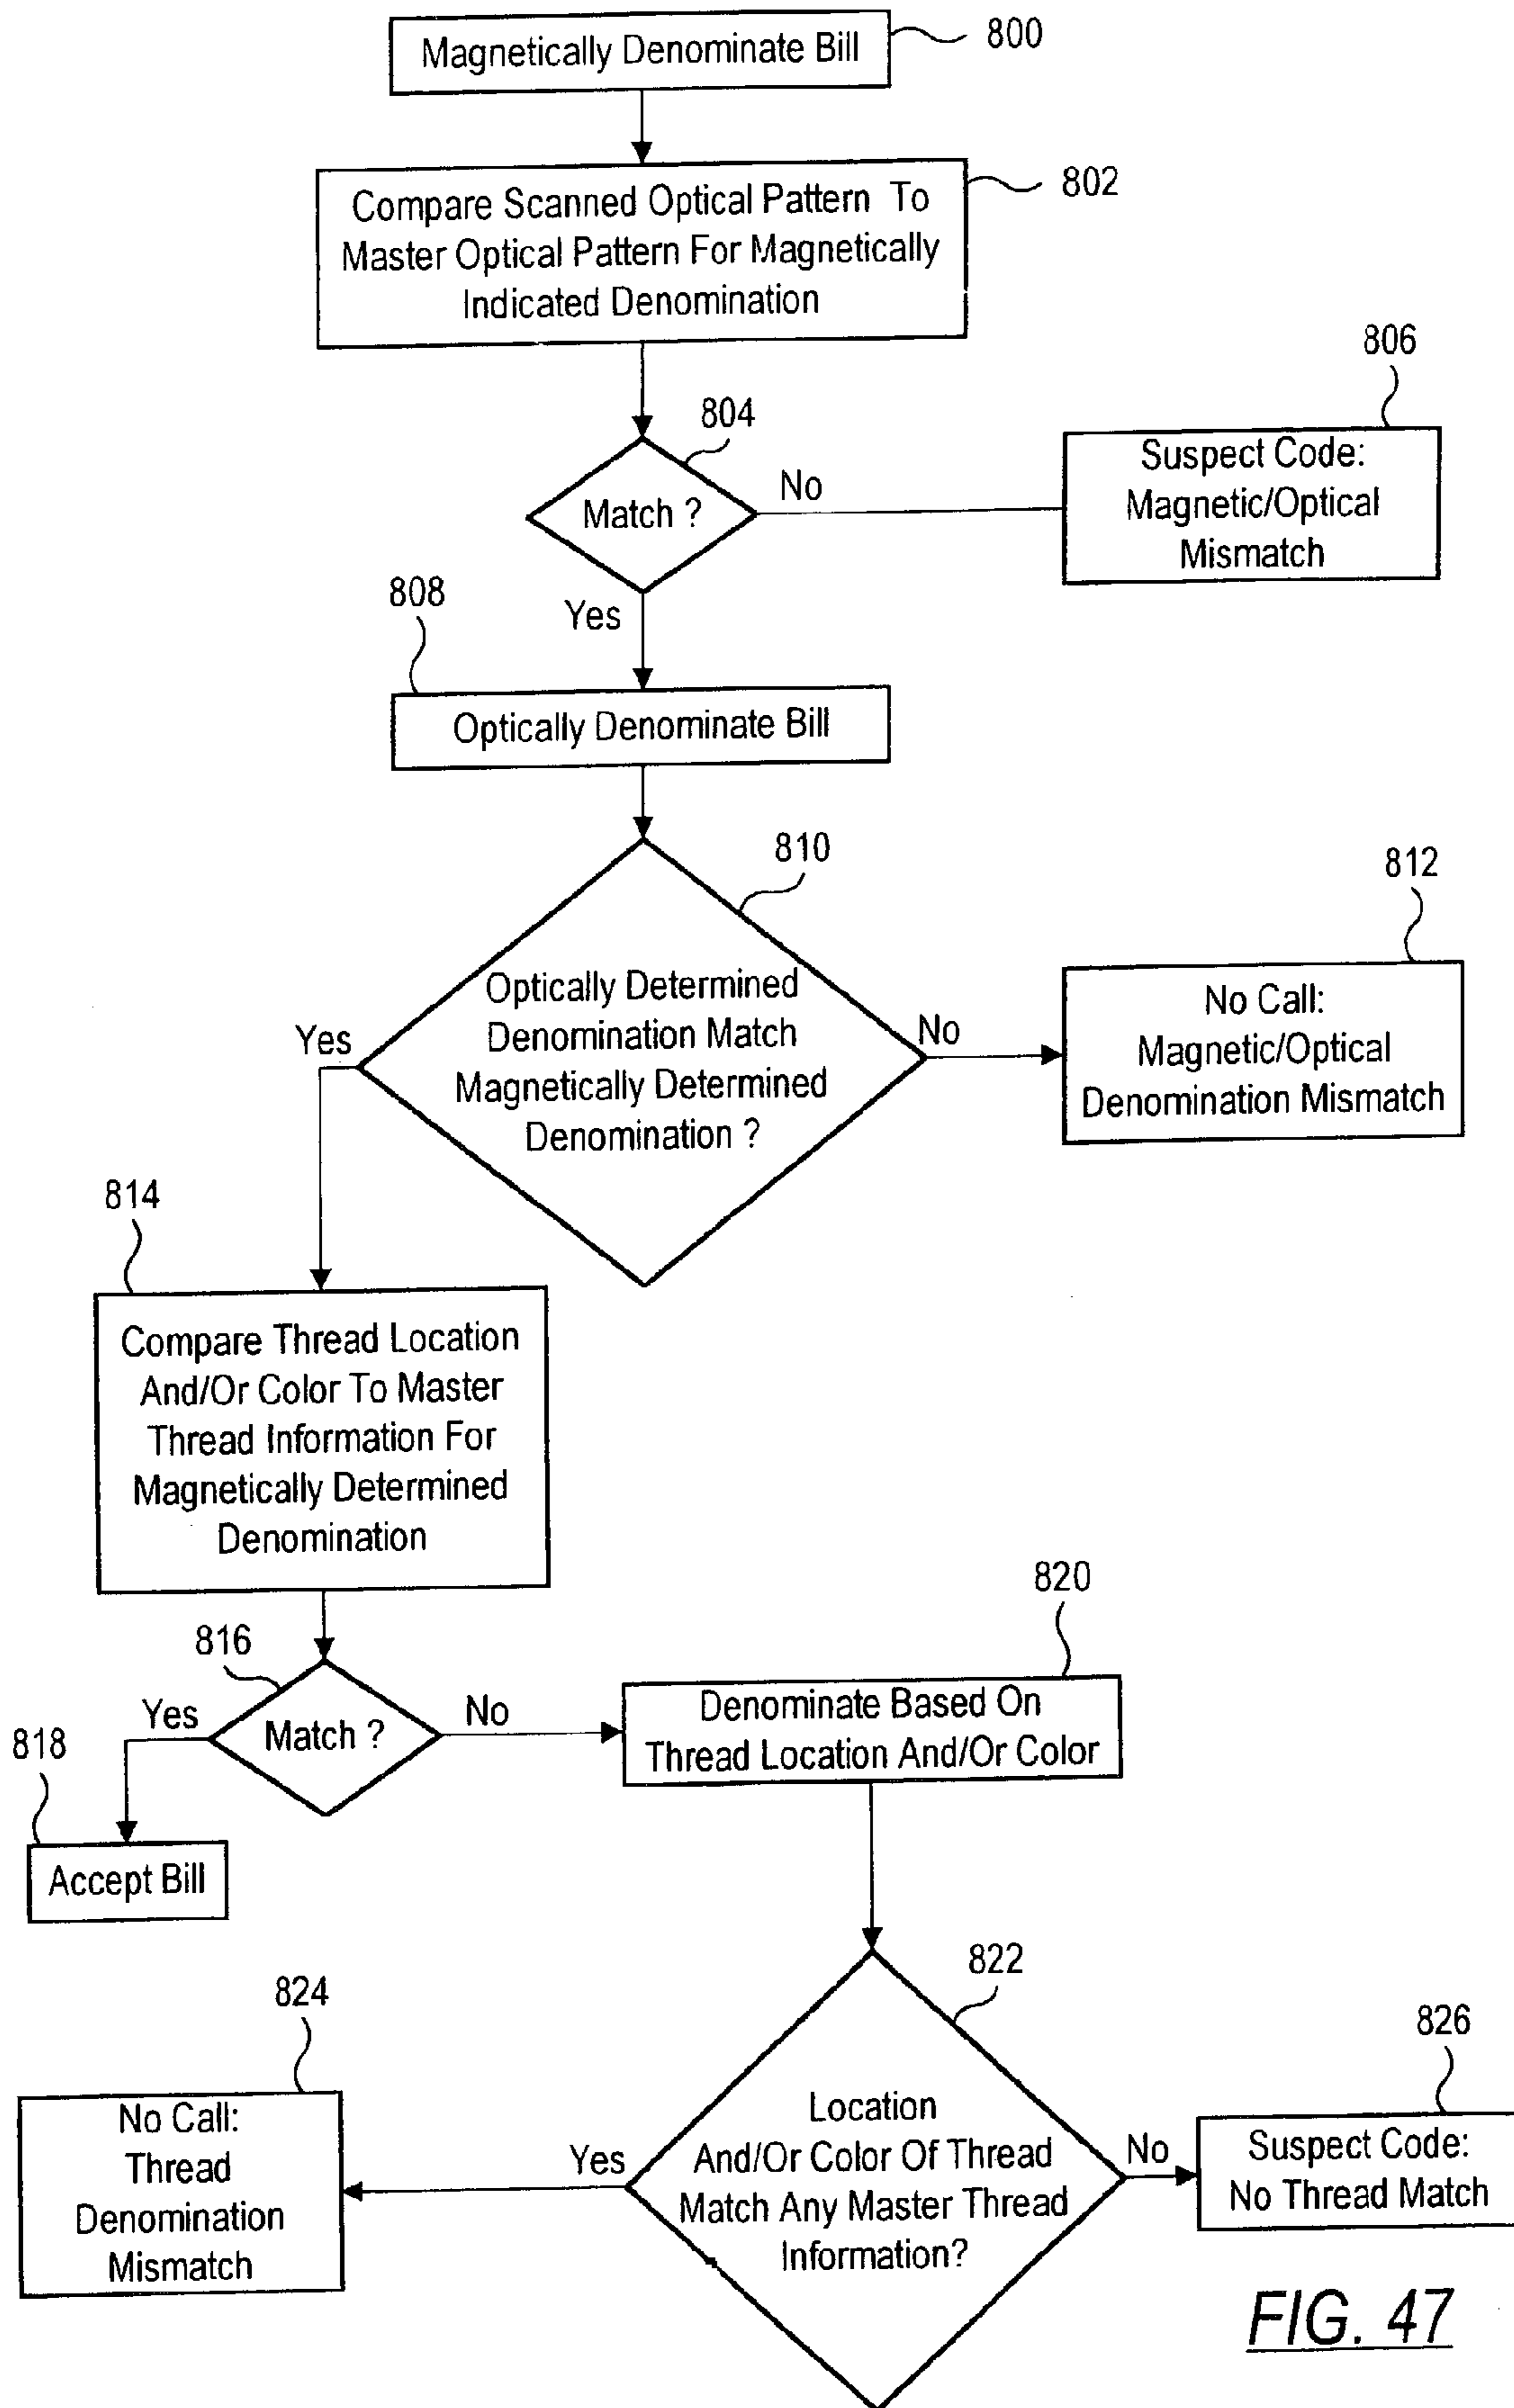 Magnetically Denominate Bill
800
Compare Scanned Optical Pattern To
Master Optical Pattern For Magnetically
Indicated Denomination
802
804
Match ?
No
806
Suspect Code:
Magnetic/Optical
Mismatch
Yes
808
Optically Denominate Bill
810
Optically Determined
Denomination Match
Magnetically Determined
Denomination ?
No
812
No Call:
Magnetic/Optical
Denomination Mismatch
Yes
814
Compare Thread Location
And/Or Color To Master
Thread Information For
Magnetically Determined
Denomination
816
Match ?
Yes
818
Accept Bill
No
820
Denominate Based On
Thread Location And/Or Color
822
Location
And/Or Color Of Thread
Match Any Master Thread
Information?
Yes
824
No Call:
Thread
Denomination
Mismatch
No
826
Suspect Code:
No Thread Match
FIG. 47